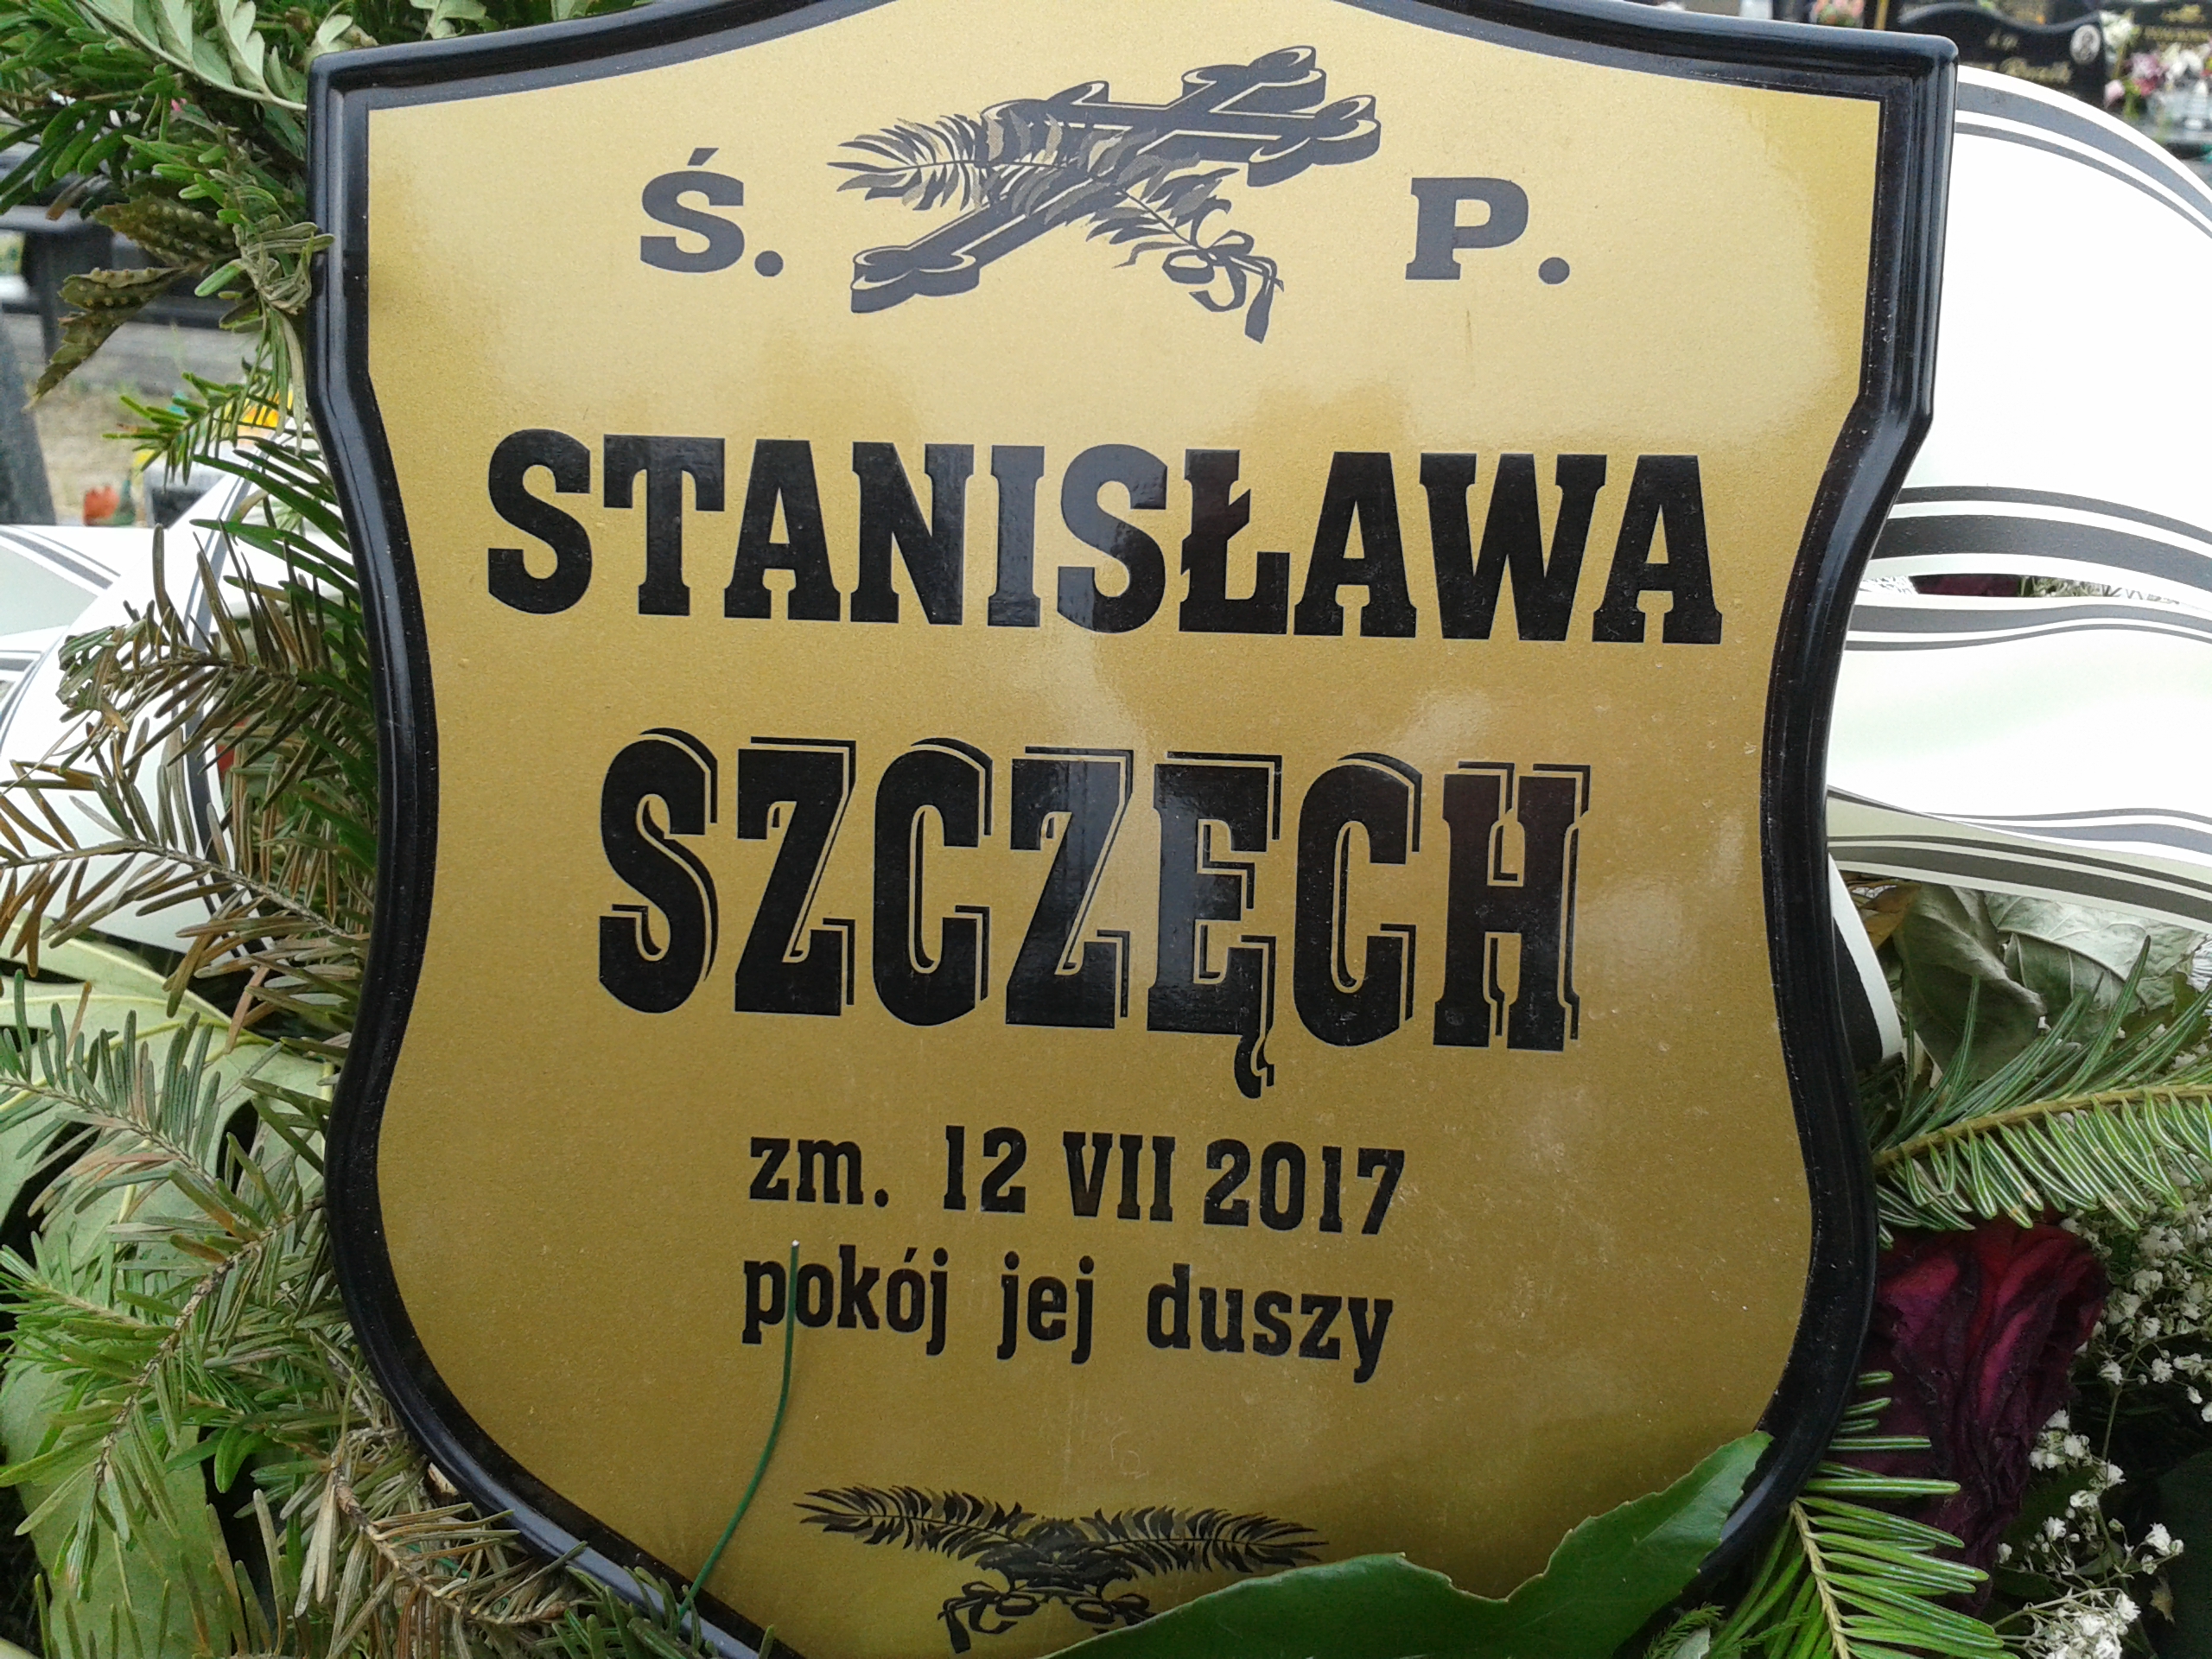 Ś. P.
STANISŁAWA
SZCZĘCH
zm. 12 VII 2017
pokój jej duszy